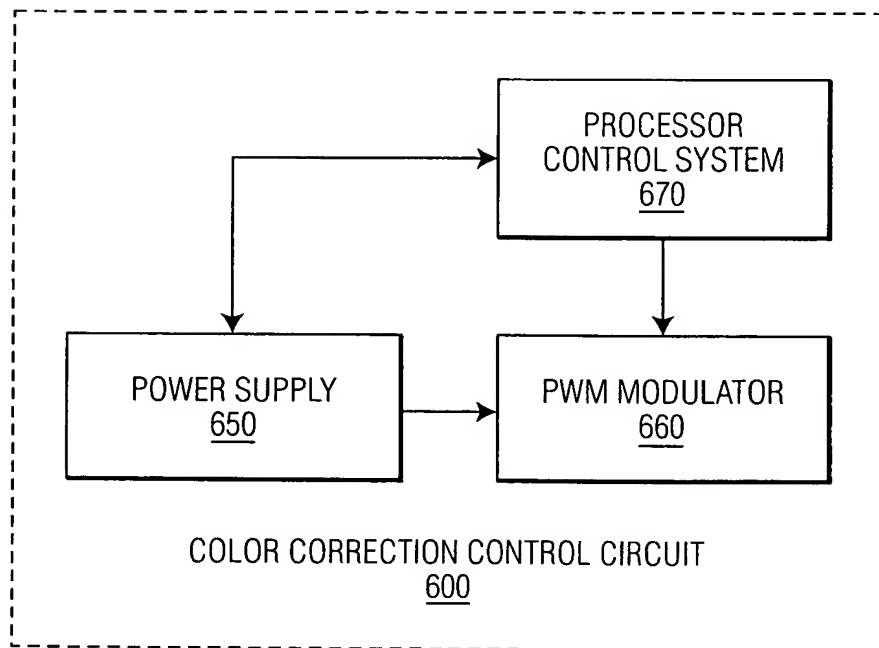 PROCESSOR
CONTROL SYSTEM
670
POWER SUPPLY
650
PWM MODULATOR
660
COLOR CORRECTION CONTROL CIRCUIT
600